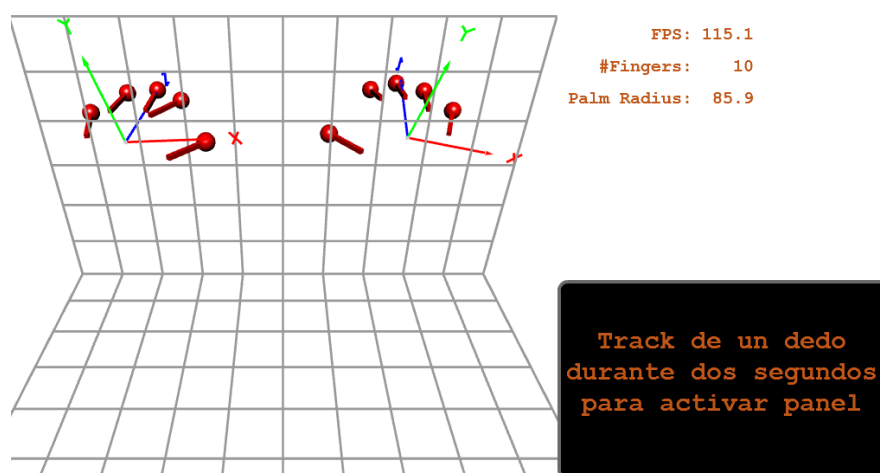 Y
Z
X
Y
Z
X
FPS: 115.1
#Fingers: 10
Palm Radius: 85.9
Track de un dedo
durante dos segundos
para activar panel